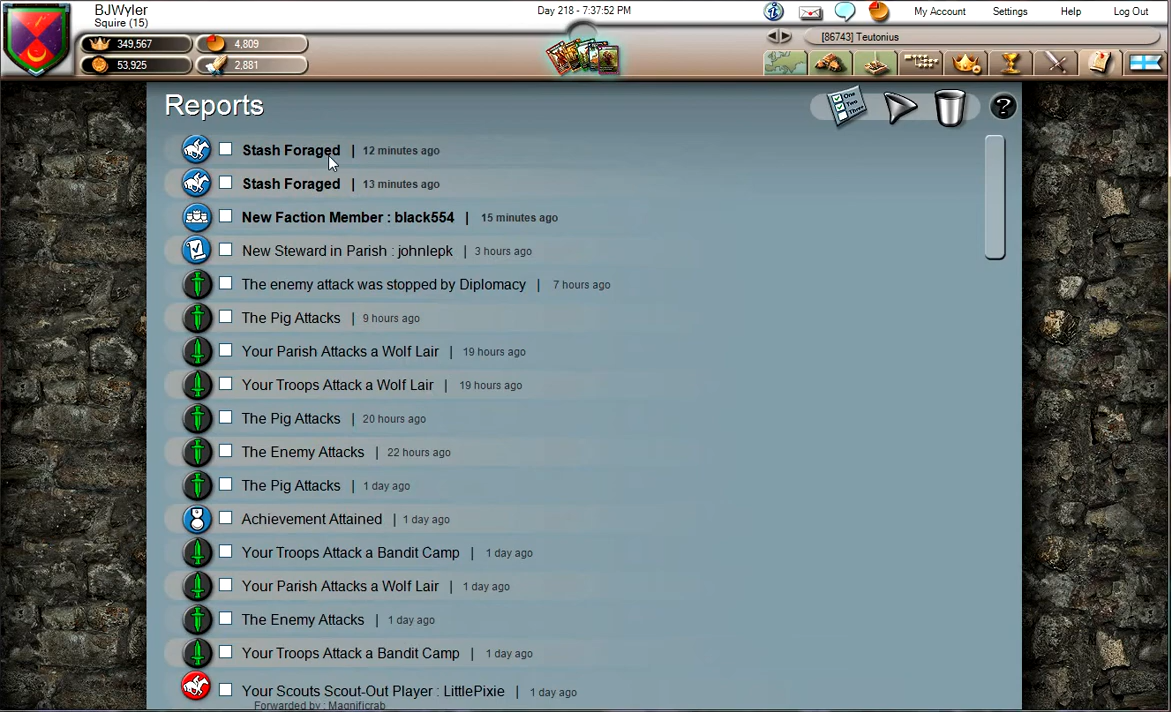 BJWyler
Squire (15)
349,567
4,809
53,925
2,881
Day 218 - 7:37:52 PM
My Account Settings Help Log Out
[86743] Teutonius
Reports
One
Two
Three
?
Stash Foraged | 12 minutes ago
Stash Foraged | 13 minutes ago
New Faction Member : black554 | 15 minutes ago
New Steward in Parish : johnlepk | 3 hours ago
The enemy attack was stopped by Diplomacy | 7 hours ago
The Pig Attacks | 9 hours ago
Your Parish Attacks a Wolf Lair | 19 hours ago
Your Troops Attack a Wolf Lair | 19 hours ago
The Pig Attacks | 20 hours ago
The Enemy Attacks | 22 hours ago
The Pig Attacks | 1 day ago
Achievement Attained | 1 day ago
Your Troops Attack a Bandit Camp | 1 day ago
Your Parish Attacks a Wolf Lair | 1 day ago
The Enemy Attacks | 1 day ago
Your Troops Attack a Bandit Camp | 1 day ago
Your Scouts Scout-Out Player : LittlePixie | 1 day ago
Forwarded by : Magnificrab